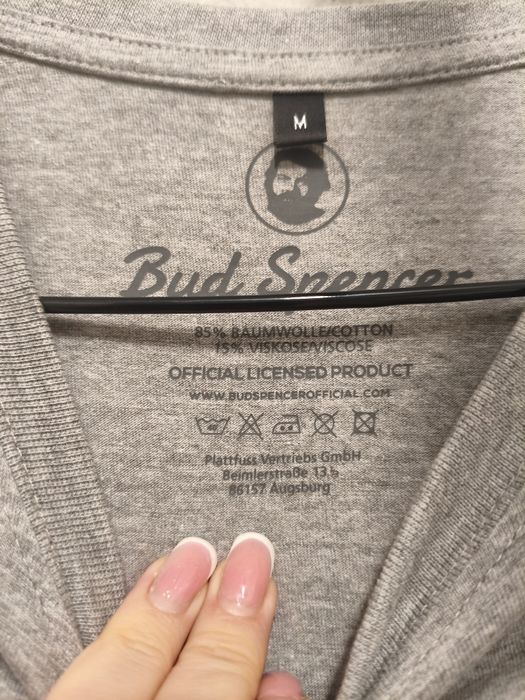 M
Bud Spencer
85% BAUMWOLLE/COTTON
15% VISKOSE/VISCOSE
OFFICIAL LICENSED PRODUCT
WWW.BUDSPENCEROFFICIAL.COM
Plattfuss Vertriebs GmbH
Beimlerstraße
86157 Augsburg